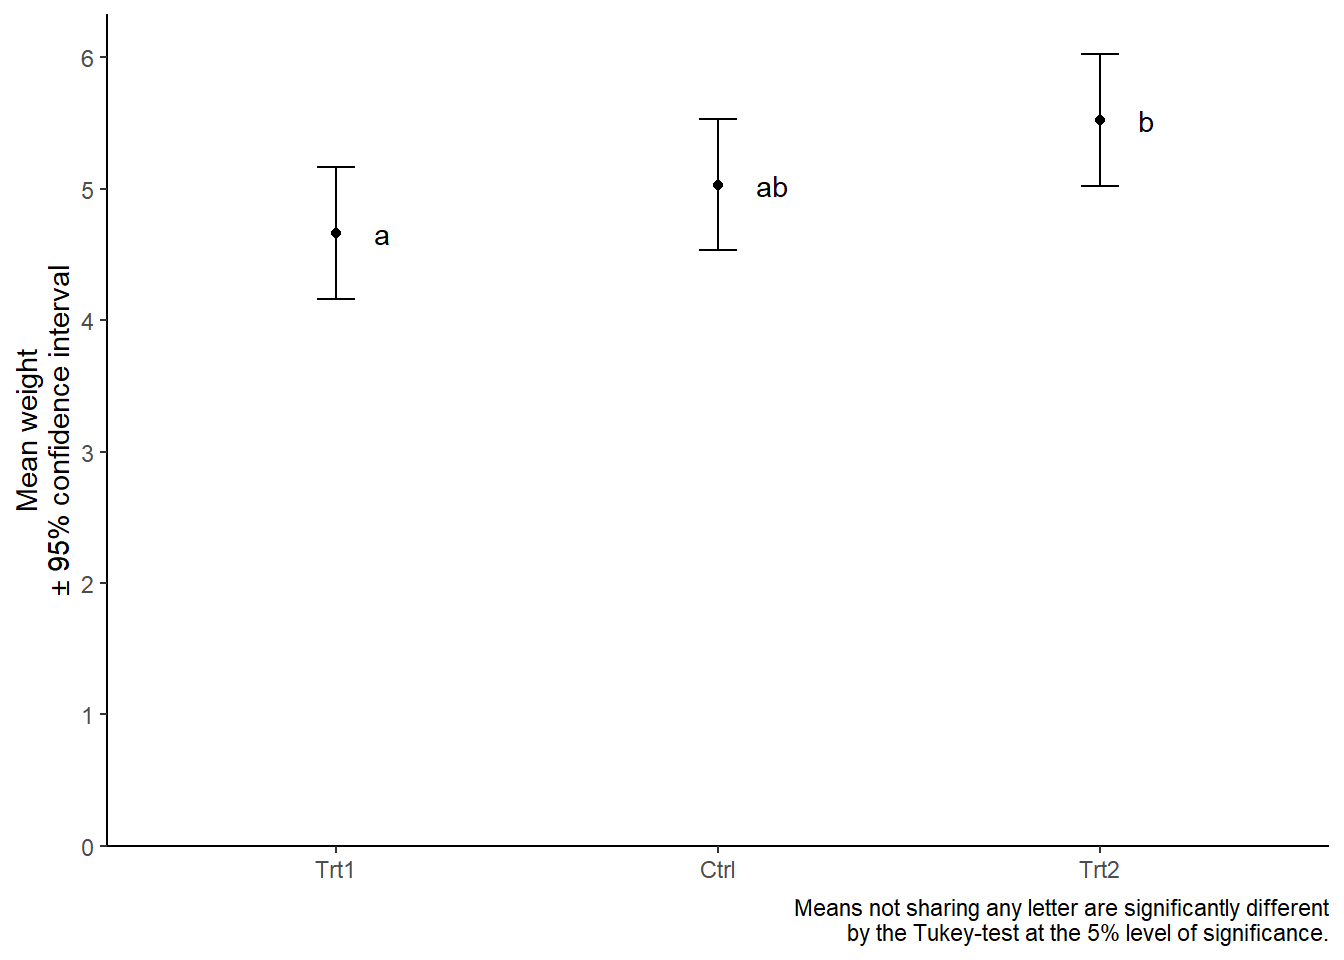 Mean weight
± 95% confidence interval
6
5
4
3
2
1
0
a
ab
b
Trt1
Ctrl
Trt2
Means not sharing any letter are significantly different
by the Tukey-test at the 5% level of significance.